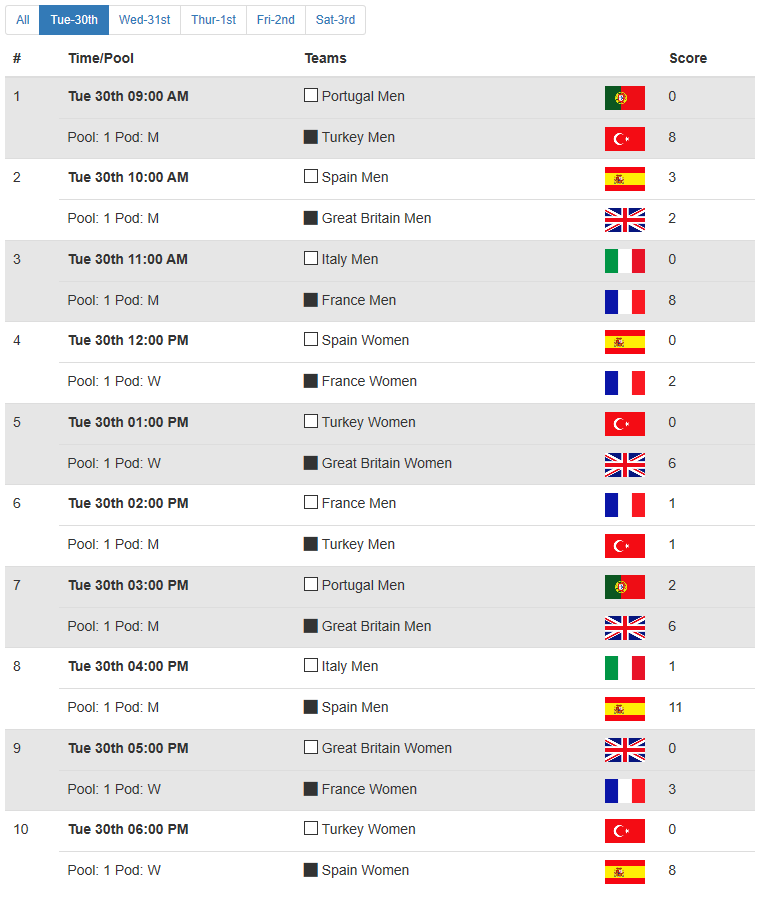 All Tue-30th Wed-31st Thur-1st Fri-2nd Sat-3rd
# Time/Pool Teams Score
1 Tue 30th 09:00 AM Portugal Men 0
Pool: 1 Pod: M Turkey Men 8
2 Tue 30th 10:00 AM Spain Men 3
Pool: 1 Pod: M Great Britain Men 2
3 Tue 30th 11:00 AM Italy Men 0
Pool: 1 Pod: M France Men 8
4 Tue 30th 12:00 PM Spain Women 0
Pool: 1 Pod: W France Women 2
5 Tue 30th 01:00 PM Turkey Women 0
Pool: 1 Pod: W Great Britain Women 6
6 Tue 30th 02:00 PM France Men 1
Pool: 1 Pod: M Turkey Men 1
7 Tue 30th 03:00 PM Portugal Men 2
Pool: 1 Pod: M Great Britain Men 6
8 Tue 30th 04:00 PM Italy Men 1
Pool: 1 Pod: M Spain Men 11
9 Tue 30th 05:00 PM Great Britain Women 0
Pool: 1 Pod: W France Women 3
10 Tue 30th 06:00 PM Turkey Women 0
Pool: 1 Pod: W Spain Women 8